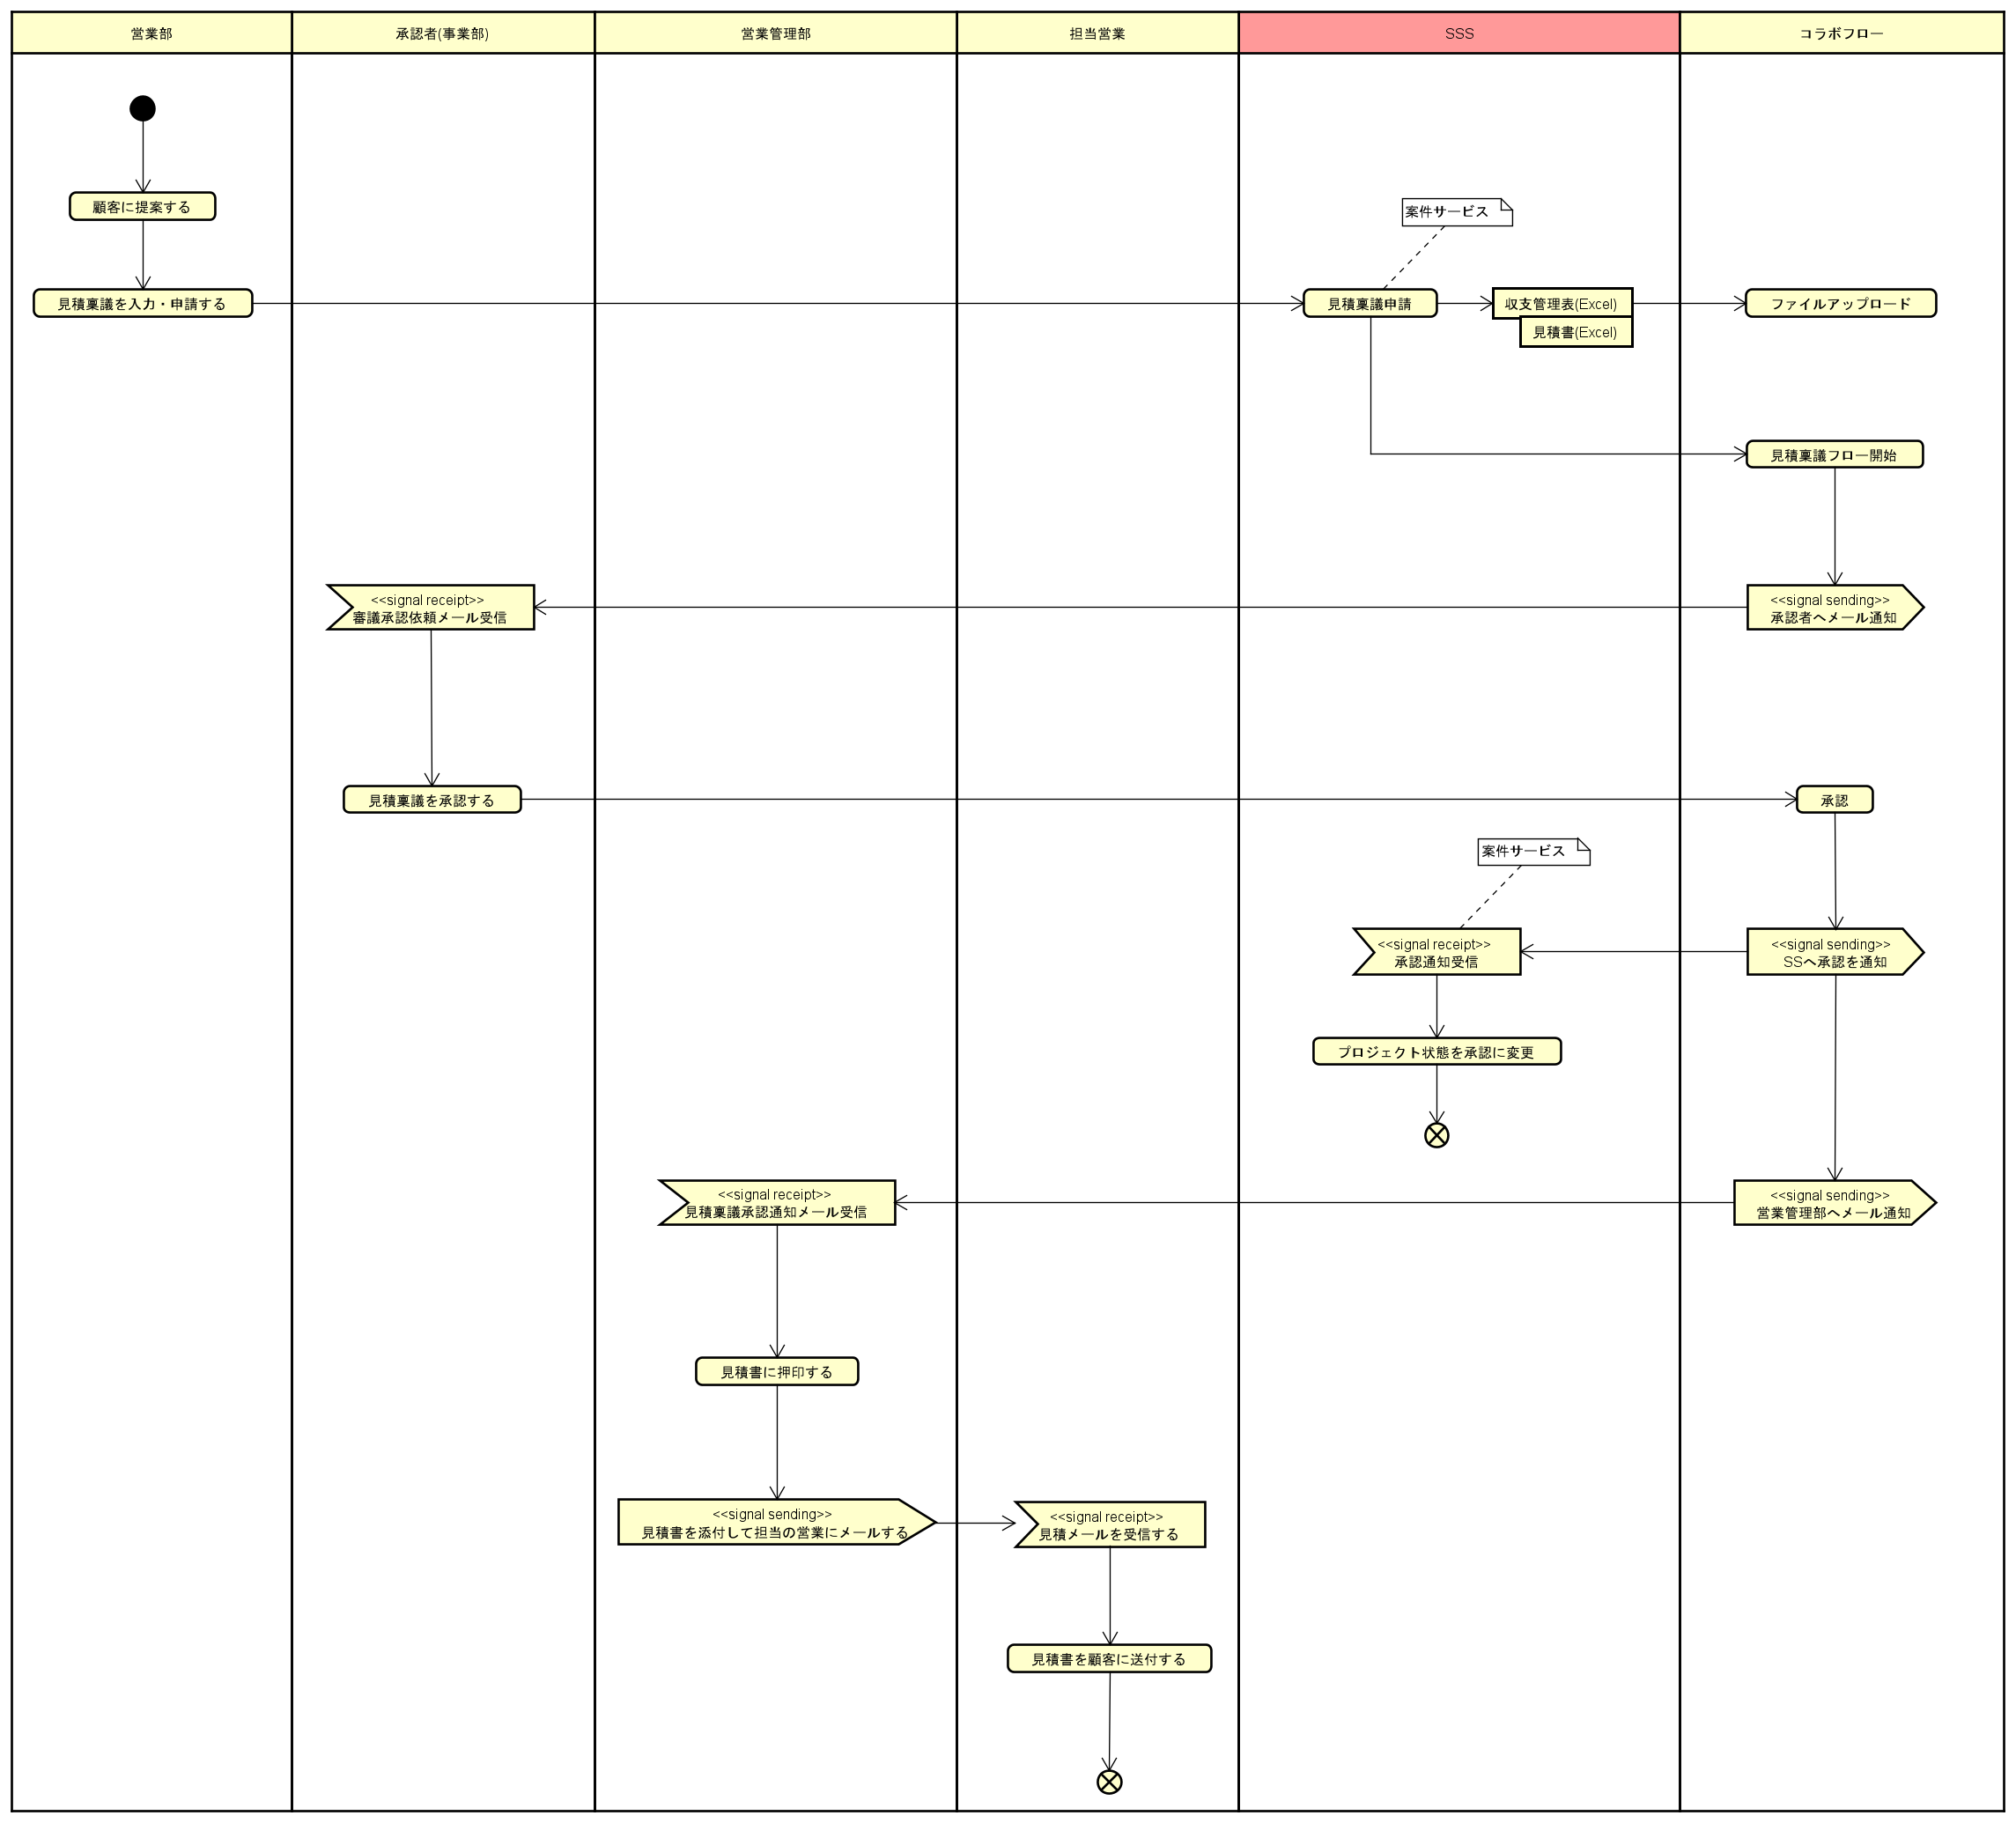 営業部
承認者(事業部)
営業管理部
担当営業
SSS
コラボフロー
顧客に提案する
案件サービス
見積稟議を入力・申請する
見積稟議申請
収支管理表(Excel)
ファイルアップロード
見積書(Excel)
見積稟議フロー開始
<<signal receipt>>
審議承認依頼メール受信
<<signal sending>>
承認者へメール通知
見積稟議を承認する
承認
案件サービス
<<signal receipt>>
承認通知受信
<<signal sending>>
SSへ承認を通知
プロジェクト状態を承認に変更
<<signal receipt>>
見積稟議承認通知メール受信
<<signal sending>>
営業管理部へメール通知
見積書に押印する
<<signal sending>>
見積書を添付して担当の営業にメールする
<<signal receipt>>
見積メールを受信する
見積書を顧客に送付する